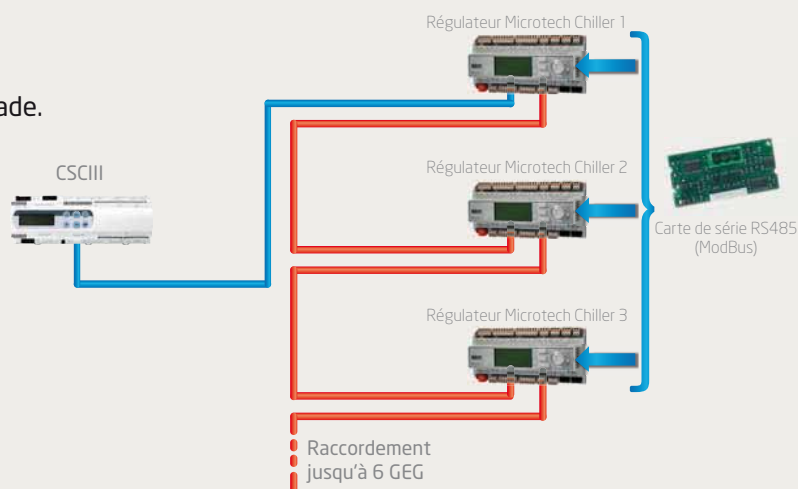 ade.
CSCIII
Régulateur Microtech Chiller 1
Régulateur Microtech Chiller 2
Régulateur Microtech Chiller 3
Carte de série RS485
(ModBus)
Raccordement
jusqu'à 6 GEG